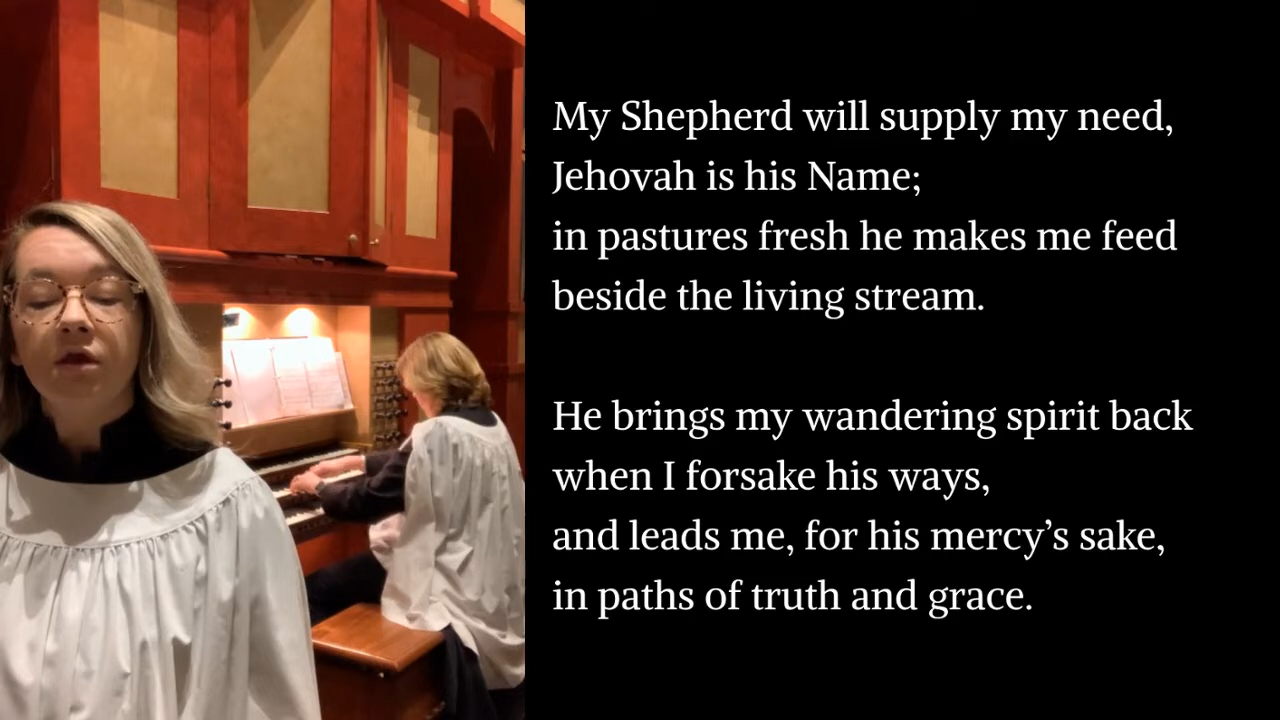 My Shepherd will supply my need,
Jehovah is his Name;
in pastures fresh he makes me feed
beside the living stream.
He brings my wandering spirit back
when I forsake his ways,
and leads me, for his mercy’s sake,
in paths of truth and grace.